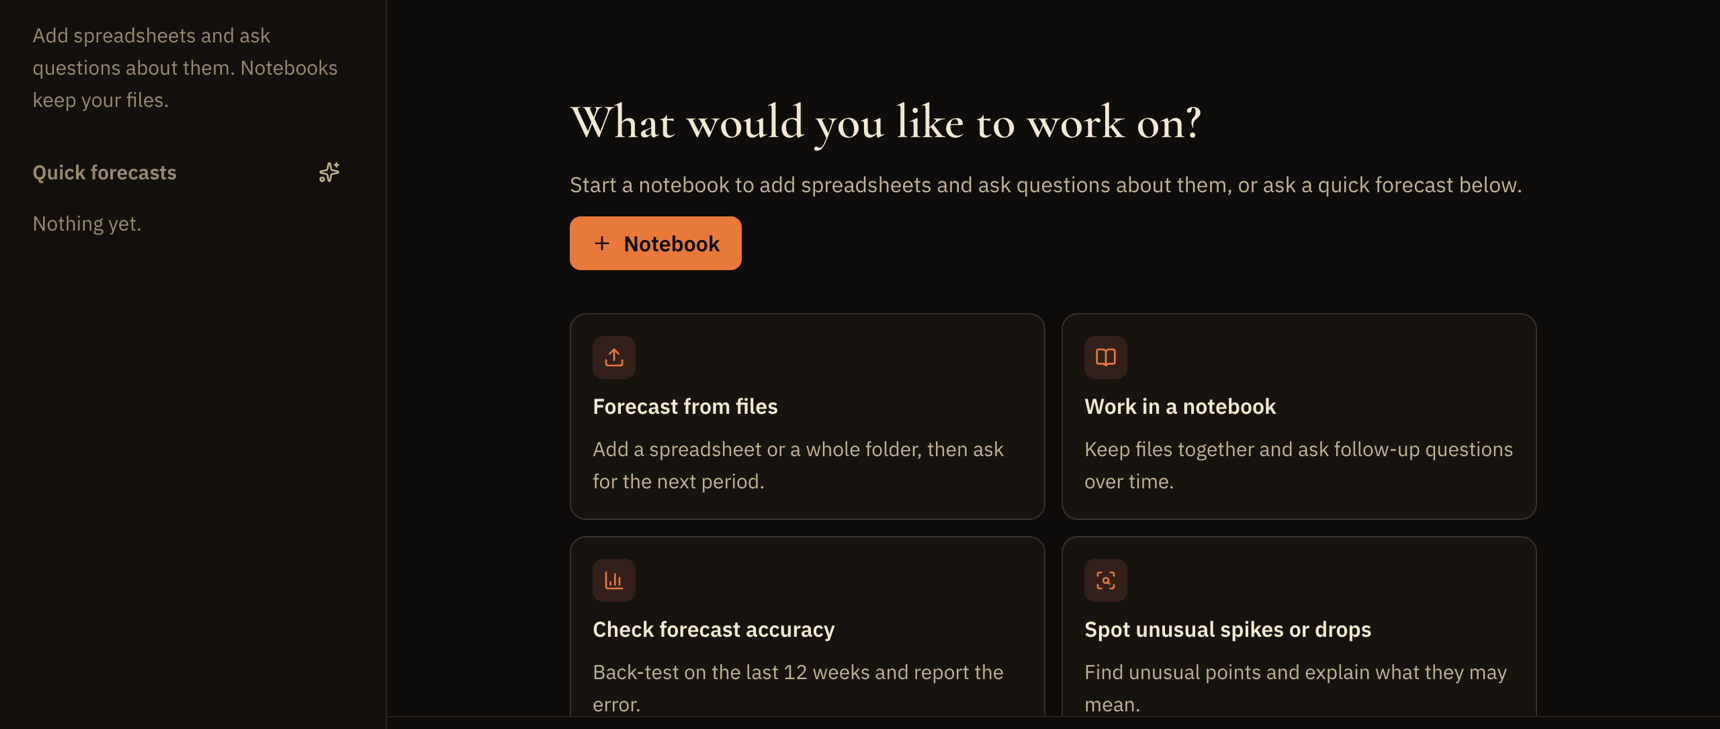 Add spreadsheets and ask
questions about them. Notebooks
keep your files.
Quick forecasts
Nothing yet.
What would you like to work on?
Start a notebook to add spreadsheets and ask questions about them, or ask a quick forecast below.
+ Notebook
Forecast from files
Add a spreadsheet or a whole folder, then ask
for the next period.
Work in a notebook
Keep files together and ask follow-up questions
over time.
Check forecast accuracy
Back-test on the last 12 weeks and report the
error.
Spot unusual spikes or drops
Find unusual points and explain what they may
mean.